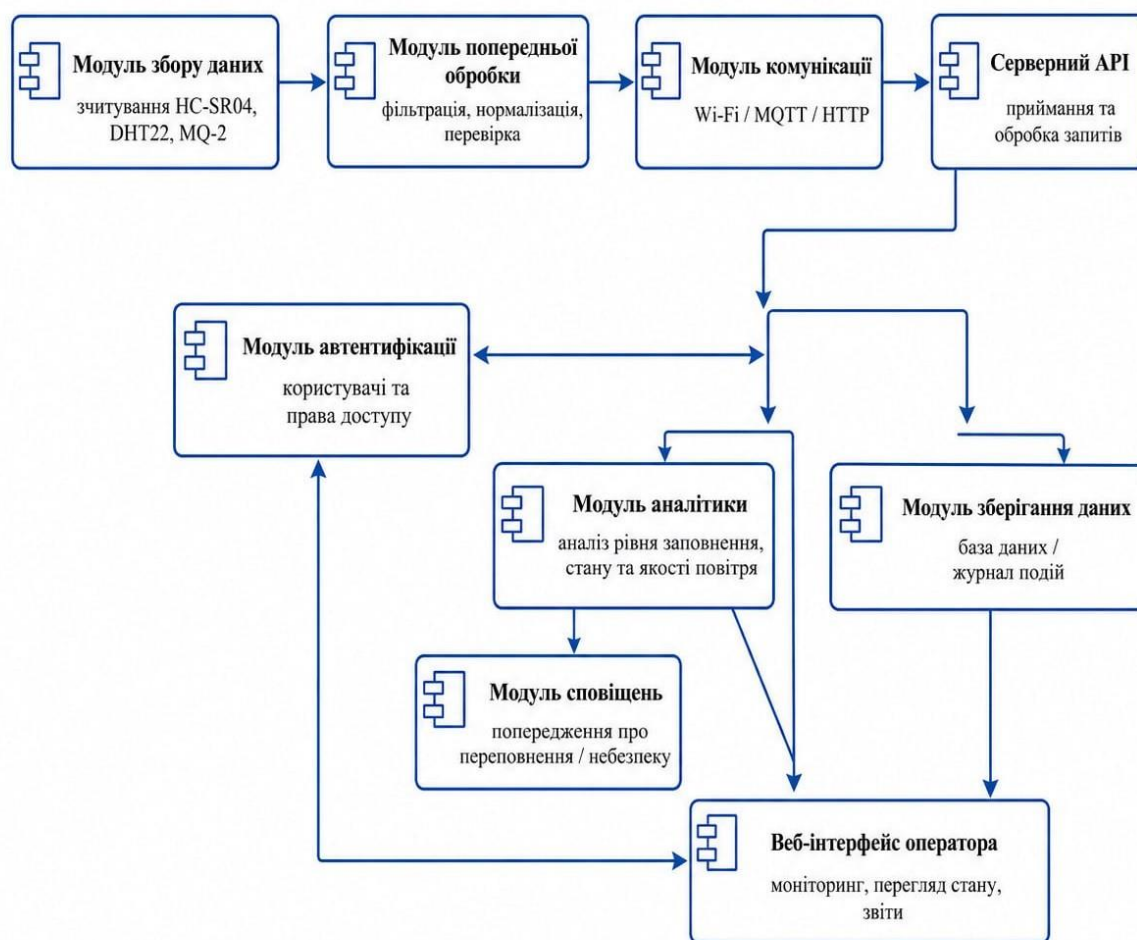 Модуль збору даних
зчитування HC-SR04,
DHT22, MQ-2
Модуль попередньої
обробки
фільтрація, нормалізація,
перевірка
Модуль комунікації
Wi-Fi / MQTT / HTTP
Серверний API
приймання та
обробка запитів
Модуль автентифікації
користувачі та
права доступу
Модуль аналітики
аналіз рівня заповнення,
стану та якості повітря
Модуль зберігання даних
база даних /
журнал подій
Модуль сповіщень
попередження про
переповнення / небезпеку
Веб-інтерфейс оператора
моніторинг, перегляд стану,
звіти